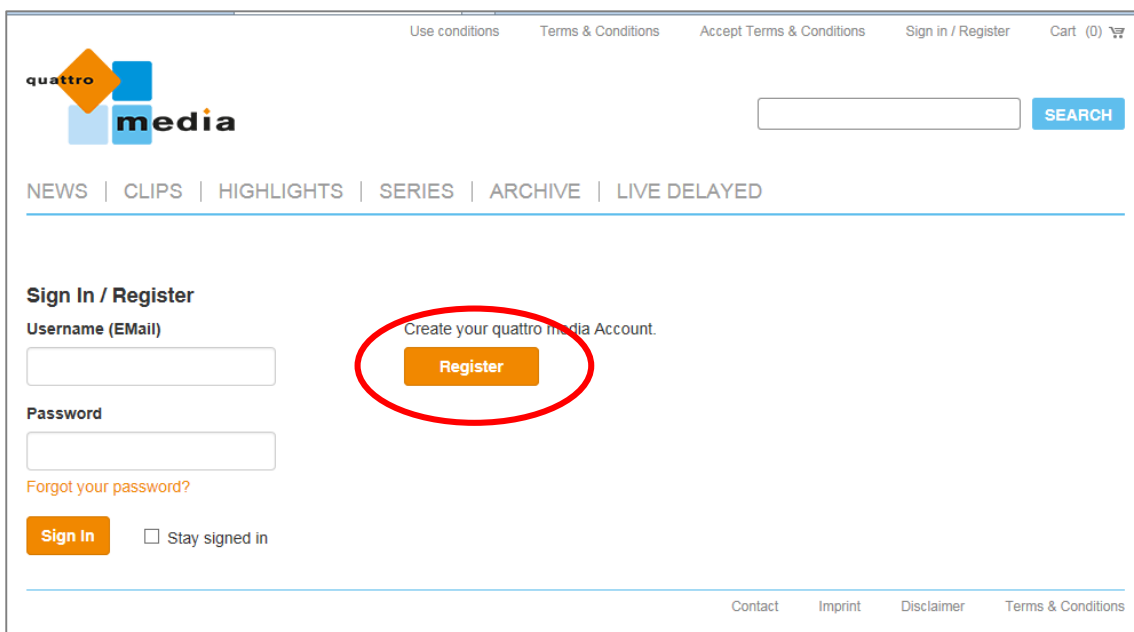 Use conditions Terms & Conditions Accept Terms & Conditions Sign in / Register Cart (0)
quattro
media
SEARCH
NEWS | CLIPS | HIGHLIGHTS | SERIES | ARCHIVE | LIVE DELAYED
Sign In / Register
Username (EMail)
Create your quattro media Account.
Register
Password
Forgot your password?
Sign In
Stay signed in
Contact Imprint Disclaimer Terms & Conditions